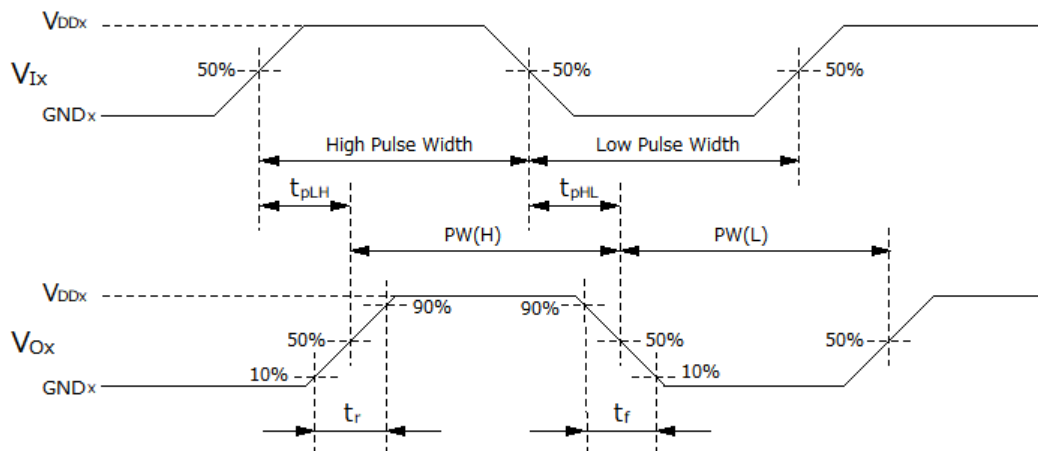 VDDx
VIx
50%
50%
50%
GNDx
High Pulse Width
Low Pulse Width
tpLH
tpHL
PW(H)
PW(L)
VDDx
90%
90%
VOx
50%
50%
50%
10%
10%
GNDx
tr
tf